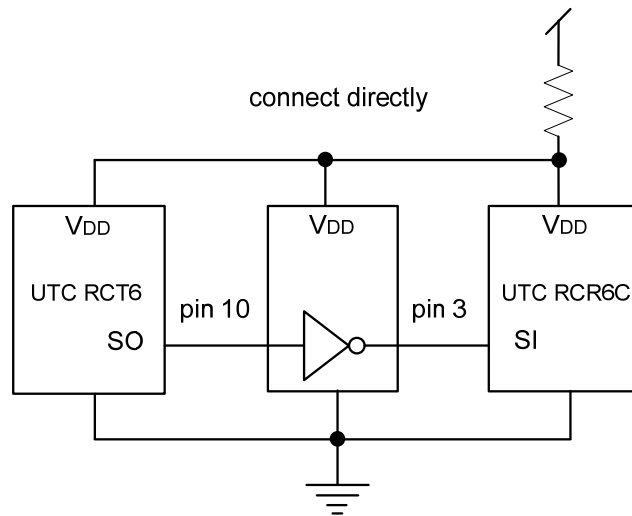 connect directly
VDD
VDD
VDD
UTC RCT6
UTC RCR6C
pin 10
pin 3
SO
SI